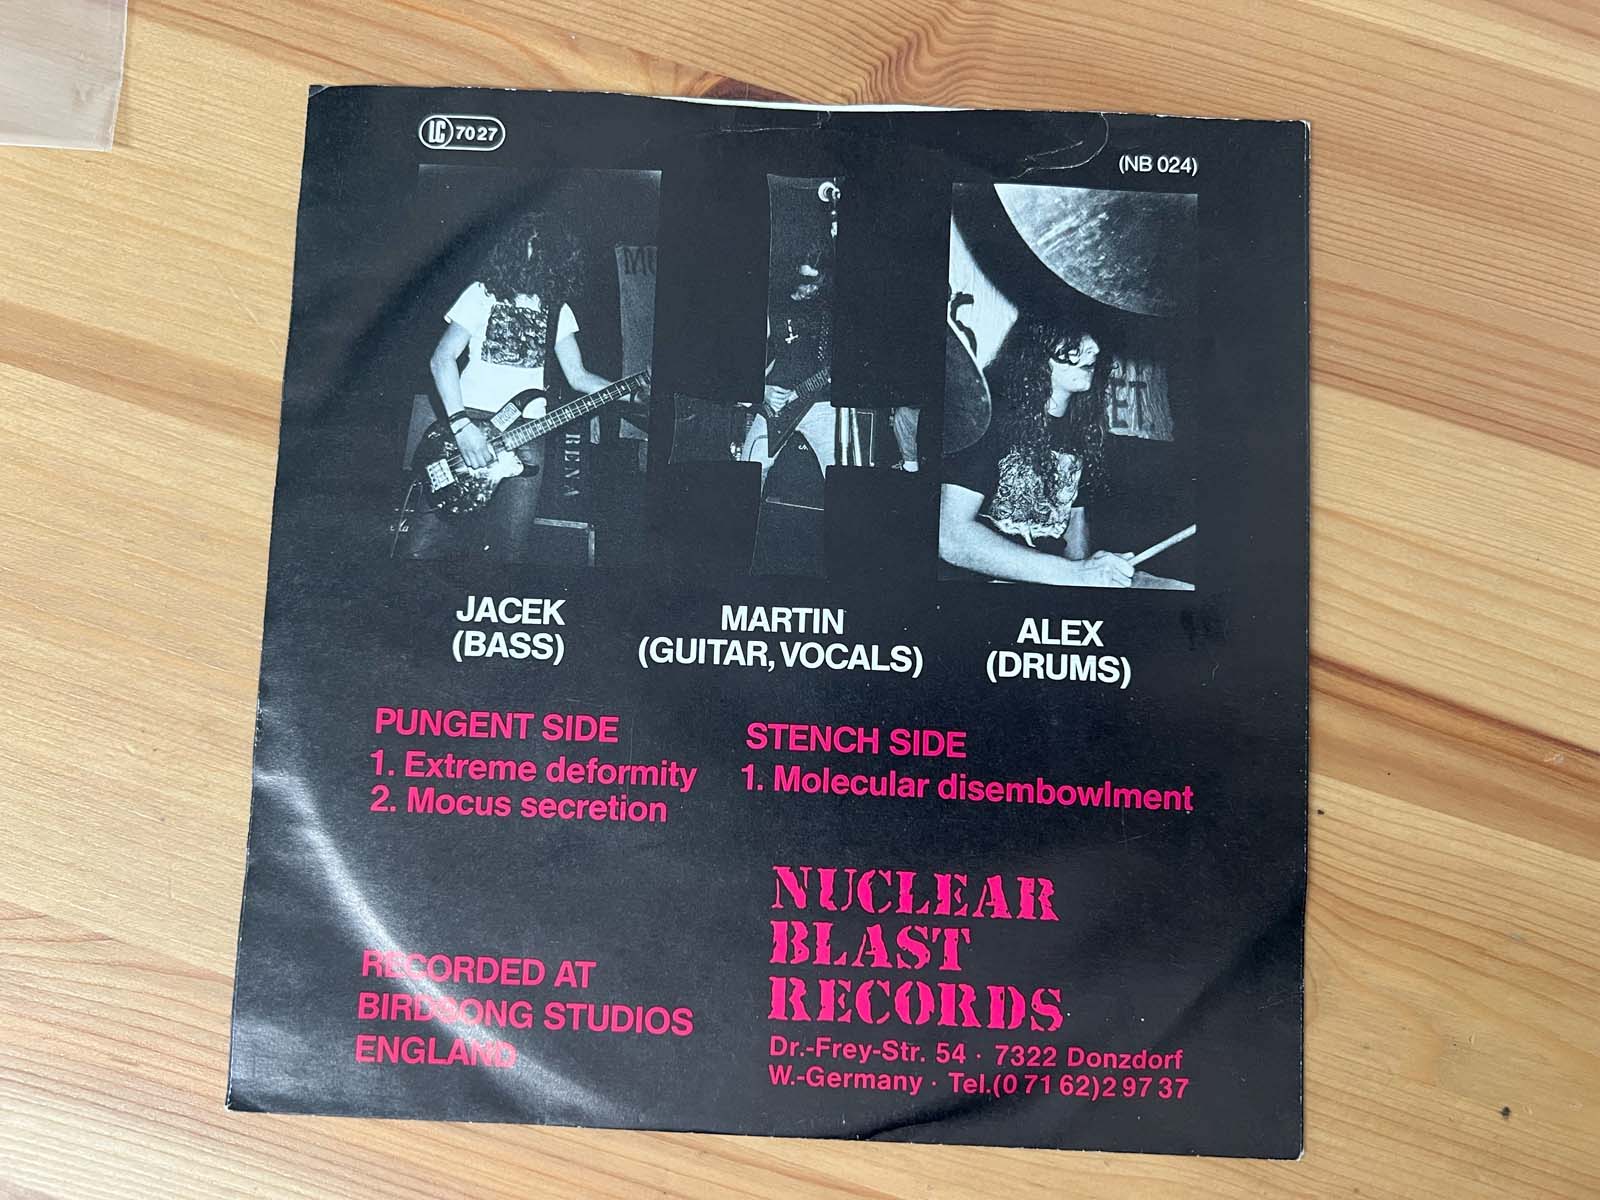 LC 7027
(NB 024)
JACEK
(BASS)
MARTIN
(GUITAR, VOCALS)
ALEX
(DRUMS)
PUNGENT SIDE
1. Extreme deformity
2. Mocus secretion
STENCH SIDE
1. Molecular disembowlment
RECORDED AT
BIRDSONG STUDIOS
ENGLAND
NUCLEAR
BLAST
RECORDS
Dr.-Frey-Str. 54 · 7322 Donzdorf
W.-Germany · Tel.(0 71 62)2 97 37